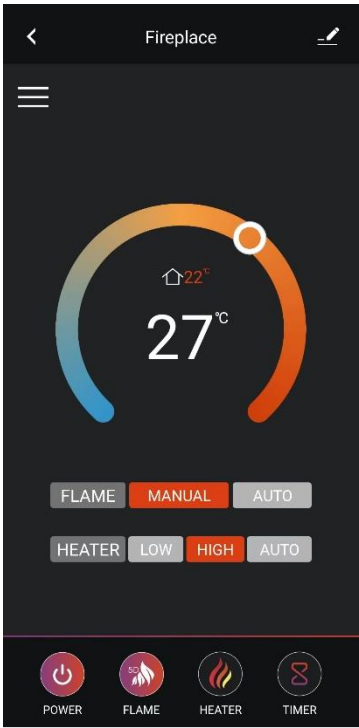 Fireplace
22℃
27℃
FLAME MANUAL AUTO
HEATER LOW HIGH AUTO
5D
POWER FLAME HEATER TIMER